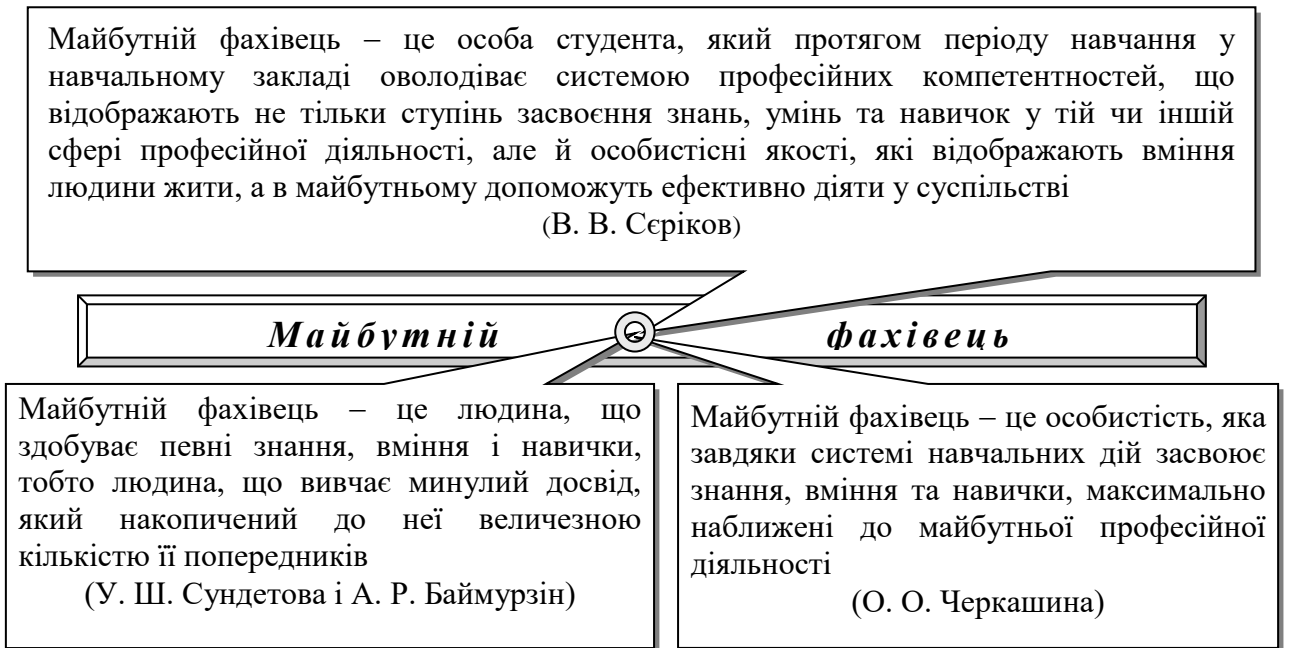 Майбутній фахівець – це особа студента, який протягом періоду навчання у
навчальному закладі оволодіває системою професійних компетентностей, що
відображають не тільки ступінь засвоєння знань, умінь та навичок у тій чи іншій
сфері професійної діяльності, але й особистісні якості, які відображають вміння
людини жити, а в майбутньому допоможуть ефективно діяти у суспільстві
(В. В. Сєріков)
Майбутній фахівець
Майбутній фахівець – це людина, що
здобуває певні знання, вміння і навички,
тобто людина, що вивчає минулий досвід,
який накопичений до неї величезною
кількістю її попередників
(У. Ш. Сундетова і А. Р. Баймурзін)
Майбутній фахівець – це особистість, яка
завдяки системі навчальних дій засвоює
знання, вміння та навички, максимально
наближені до майбутньої професійної
діяльності
(О. О. Черкашина)